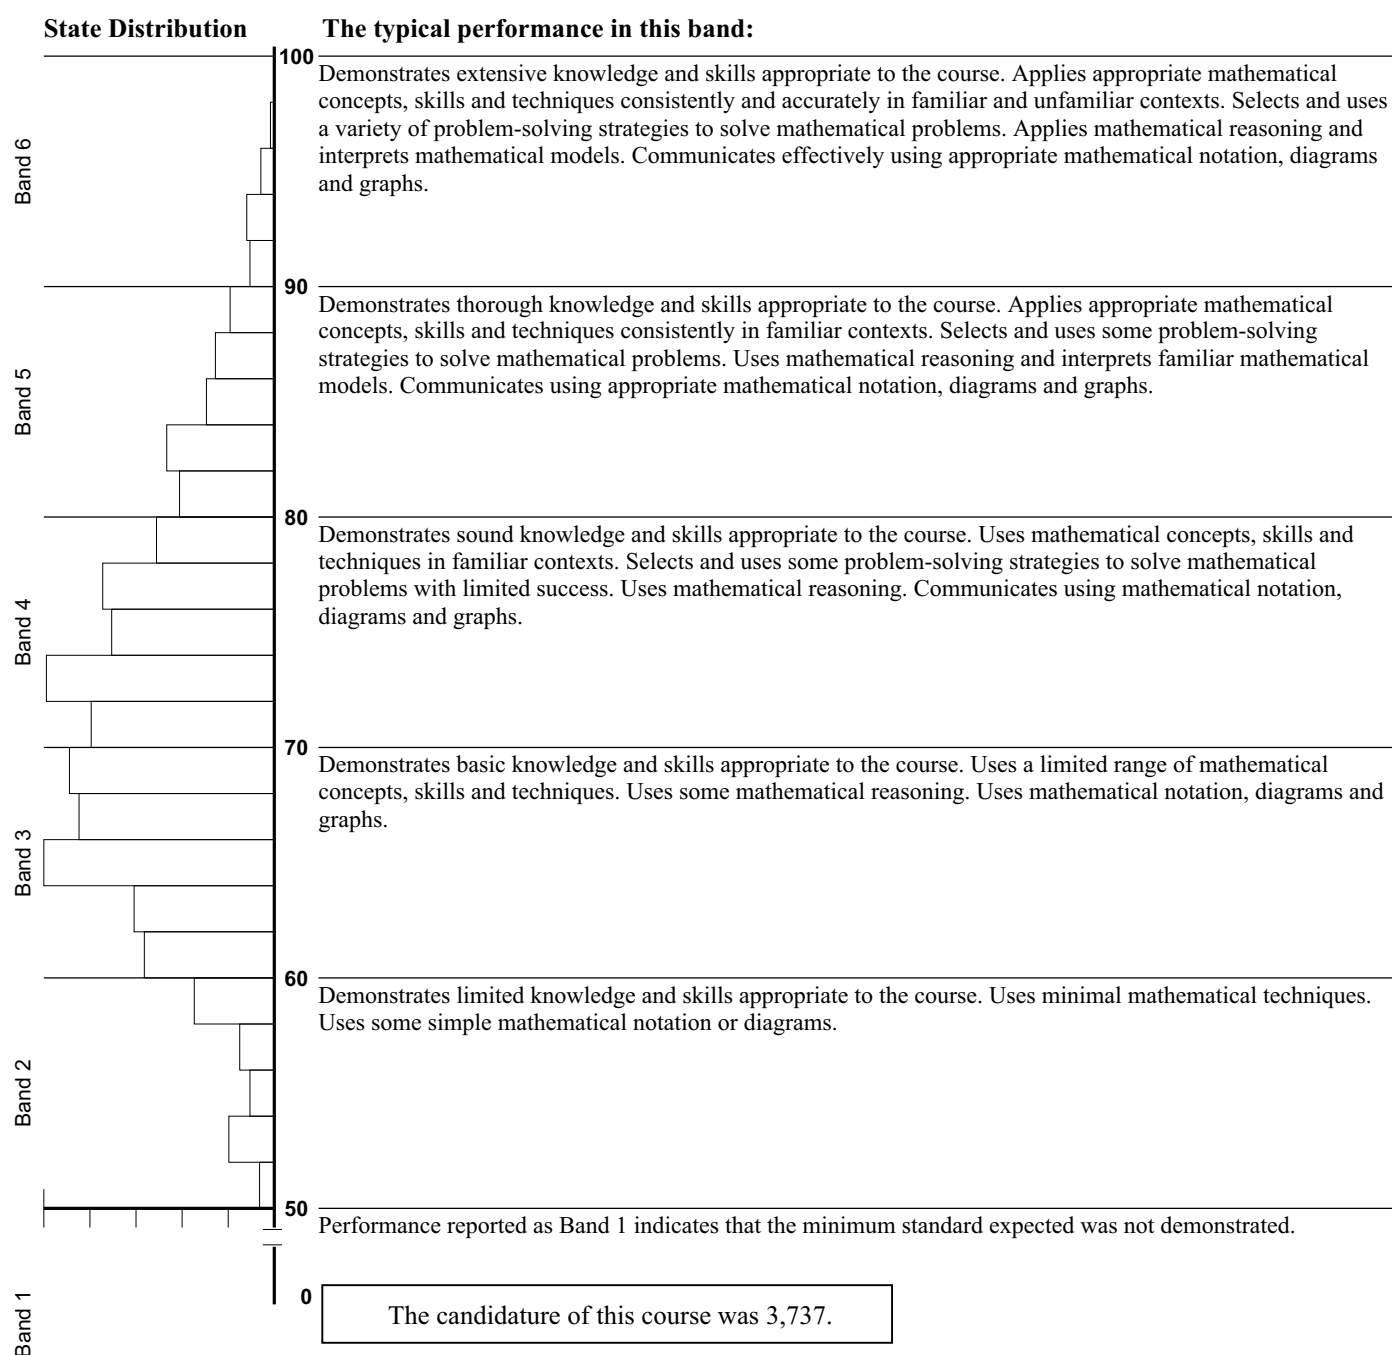 State Distribution
The typical performance in this band:
100
Demonstrates extensive knowledge and skills appropriate to the course. Applies appropriate mathematical
concepts, skills and techniques consistently and accurately in familiar and unfamiliar contexts. Selects and uses
a variety of problem-solving strategies to solve mathematical problems. Applies mathematical reasoning and
interprets mathematical models. Communicates effectively using appropriate mathematical notation, diagrams
and graphs.
Band 6
90
Demonstrates thorough knowledge and skills appropriate to the course. Applies appropriate mathematical
concepts, skills and techniques consistently in familiar contexts. Selects and uses some problem-solving
strategies to solve mathematical problems. Uses mathematical reasoning and interprets familiar mathematical
models. Communicates using appropriate mathematical notation, diagrams and graphs.
Band 5
80
Demonstrates sound knowledge and skills appropriate to the course. Uses mathematical concepts, skills and
techniques in familiar contexts. Selects and uses some problem-solving strategies to solve mathematical
problems with limited success. Uses mathematical reasoning. Communicates using mathematical notation,
diagrams and graphs.
Band 4
70
Demonstrates basic knowledge and skills appropriate to the course. Uses a limited range of mathematical
concepts, skills and techniques. Uses some mathematical reasoning. Uses mathematical notation, diagrams and
graphs.
Band 3
60
Demonstrates limited knowledge and skills appropriate to the course. Uses minimal mathematical techniques.
Uses some simple mathematical notation or diagrams.
Band 2
50
Performance reported as Band 1 indicates that the minimum standard expected was not demonstrated.
0
Band 1
The candidature of this course was 3,737.